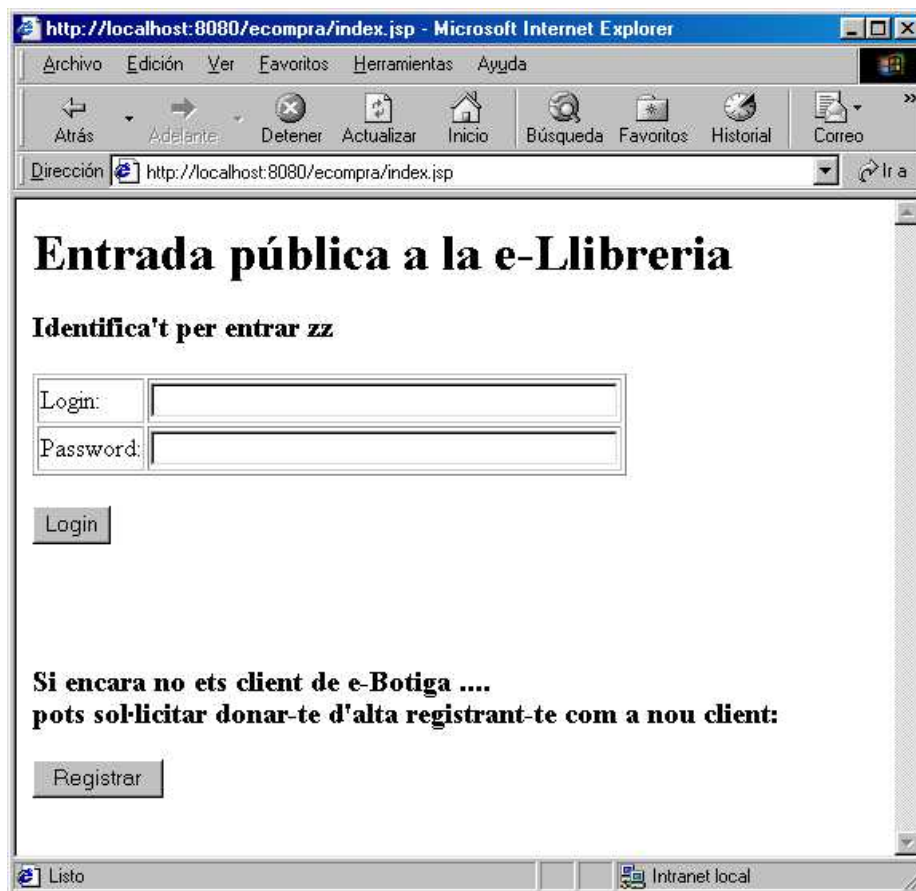 http://localhost:8080/ecompra/index.jsp - Microsoft Internet Explorer
Archivo Edición Ver Favoritos Herramientas Ayuda
Atrás Adelante Detener Actualizar Inicio Búsqueda Favoritos Historial Correo »
Dirección http://localhost:8080/ecompra/index.jsp Ir a
Entrada pública a la e-Llibreria
Identifica't per entrar zz
Login:
Password:
Login
Si encara no ets client de e-Botiga ....
pots sol·licitar donar-te d'alta registrant-te com a nou client:
Registrar
Listo Intranet local